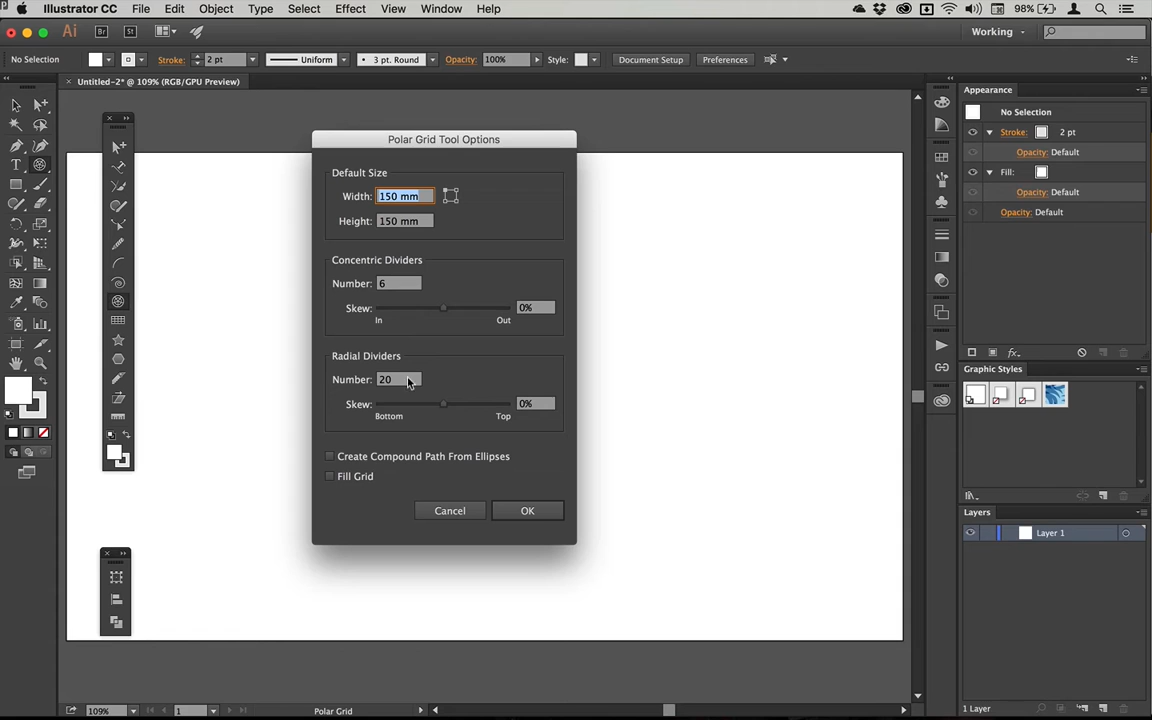 Illustrator CC File Edit Object Type Select Effect View Window Help 98%
Ai Br St Working
No Selection Stroke: 2 pt Uniform 3 pt. Round Opacity: 100% Style: Document Setup Preferences
× Untitled-2* @ 109% (RGB/GPU Preview)
Polar Grid Tool Options
Default Size
Width: 150 mm
Height: 150 mm
Concentric Dividers
Number: 6
Skew: 0%
In Out
Radial Dividers
Number: 20
Skew: 0%
Bottom Top
Create Compound Path From Ellipses
Fill Grid
Cancel OK
Appearance
No Selection
Stroke: 2 pt
Opacity: Default
Fill:
Opacity: Default
Opacity: Default
fx
Graphic Styles
Layers
Layer 1
1 Layer
109% 1 Polar Grid